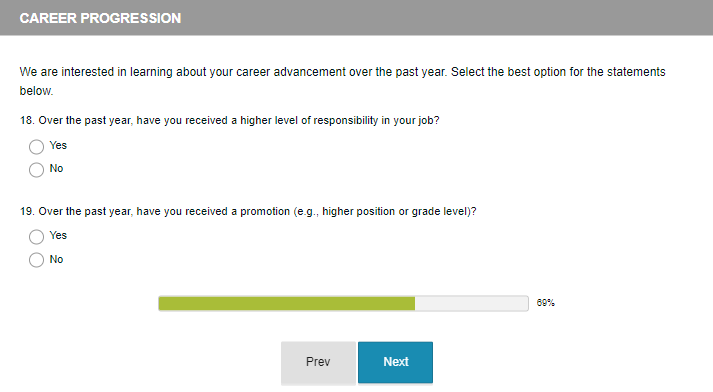 CAREER PROGRESSION
We are interested in learning about your career advancement over the past year. Select the best option for the statements
below.
18. Over the past year, have you received a higher level of responsibility in your job?
Yes
No
19. Over the past year, have you received a promotion (e.g., higher position or grade level)?
Yes
No
69%
Prev
Next